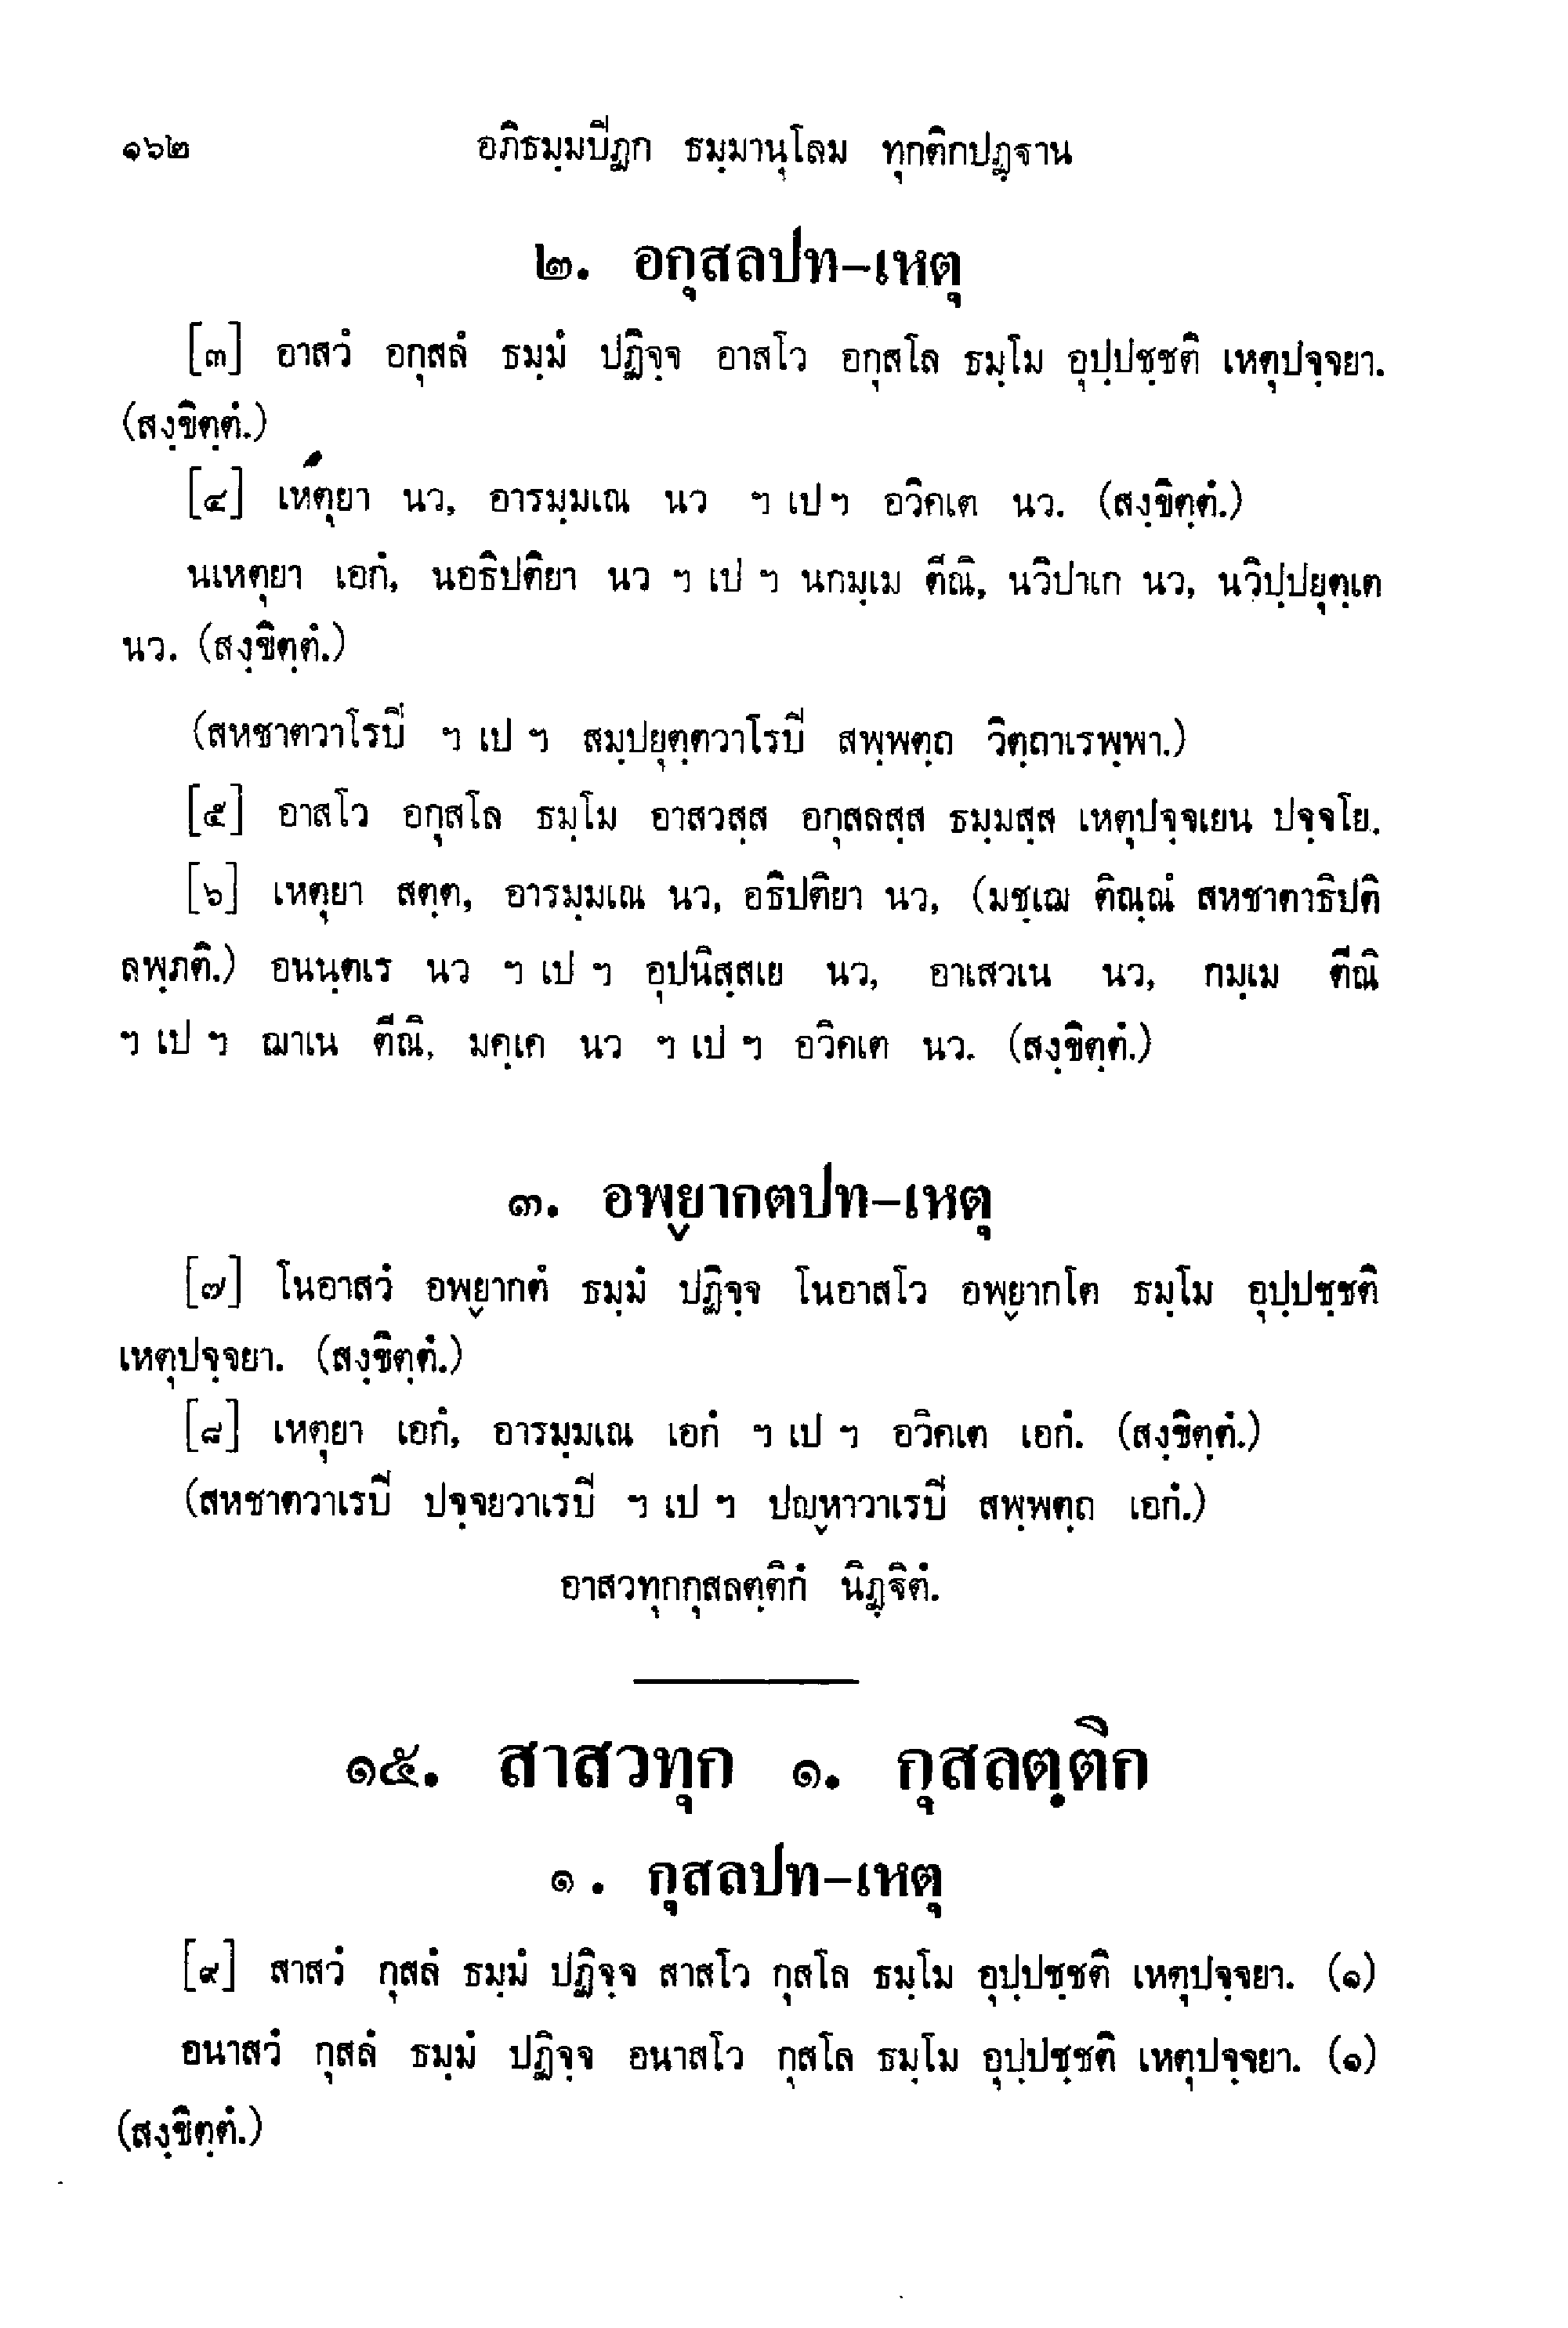 ๑๖๒ อภิธมฺมปีฏก ธมฺมานุโลม ทุกติกปฏฺฐาน
๒. อกุสลปท-เหตุ
[๓] อาสวํ อกุสลํ ธมฺมํ ปฏิจฺจ อาสโว อกุสโล ธมฺโม อุปฺปชฺชติ เหตุปจฺจยา.
(สงฺขิตฺตํ.)
[๔] เหตุยา นว, อารมฺมเณ นว ฯ เป ฯ อวิคเต นว. (สงฺขิตฺตํ.)
นเหตุยา เอกํ, นอธิปติยา นว ฯ เป ฯ นกมฺเม ตีณิ, นวิปาเก นว, นวิปฺปยุตฺเต
นว. (สงฺขิตฺตํ.)
(สหชาตวาโรปี ฯ เป ฯ สมฺปยุตฺตวาโรปี สพฺพตฺถ วิตฺถาเรพฺพา.)
[๕] อาสโว อกุสโล ธมฺโม อาสวสฺส อกุสลสฺส ธมฺมสฺส เหตุปจฺจเยน ปจฺจโย.
[๖] เหตุยา สตฺต, อารมฺมเณ นว, อธิปติยา นว, (มชฺเฌ ติณฺณํ สหชาตาธิปติ
ลพฺภติ.) อนนฺตเร นว ฯ เป ฯ อุปนิสฺสเย นว, อาเสวเน นว, กมฺเม ตีณิ
ฯ เป ฯ ฌาเน ตีณิ, มคฺเค นว ฯ เป ฯ อวิคเต นว. (สงฺขิตฺตํ.)
๓. อพฺยากตปท-เหตุ
[๗] โนอาสวํ อพฺยากตํ ธมฺมํ ปฏิจฺจ โนอาสโว อพฺยากโต ธมฺโม อุปฺปชฺชติ
เหตุปจฺจยา. (สงฺขิตฺตํ.)
[๘] เหตุยา เอกํ, อารมฺมเณ เอกํ ฯ เป ฯ อวิคเต เอกํ. (สงฺขิตฺตํ.)
(สหชาตวาเรปี ปจฺจยวาเรปี ฯ เป ฯ ปญฺหาวาเรปี สพฺพตฺถ เอกํ.)
อาสวทุกกุสลตฺติกํ นิฏฺฐิตํ.
๑๕. สาสวทุก ๑. กุสลตฺติก
๑. กุสลปท-เหตุ
[๙] สาสวํ กุสลํ ธมฺมํ ปฏิจฺจ สาสโว กุสโล ธมฺโม อุปฺปชฺชติ เหตุปจฺจยา. (๑)
อนาสวํ กุสลํ ธมฺมํ ปฏิจฺจ อนาสโว กุสโล ธมฺโม อุปฺปชฺชติ เหตุปจฺจยา. (๑)
(สงฺขิตฺตํ.)